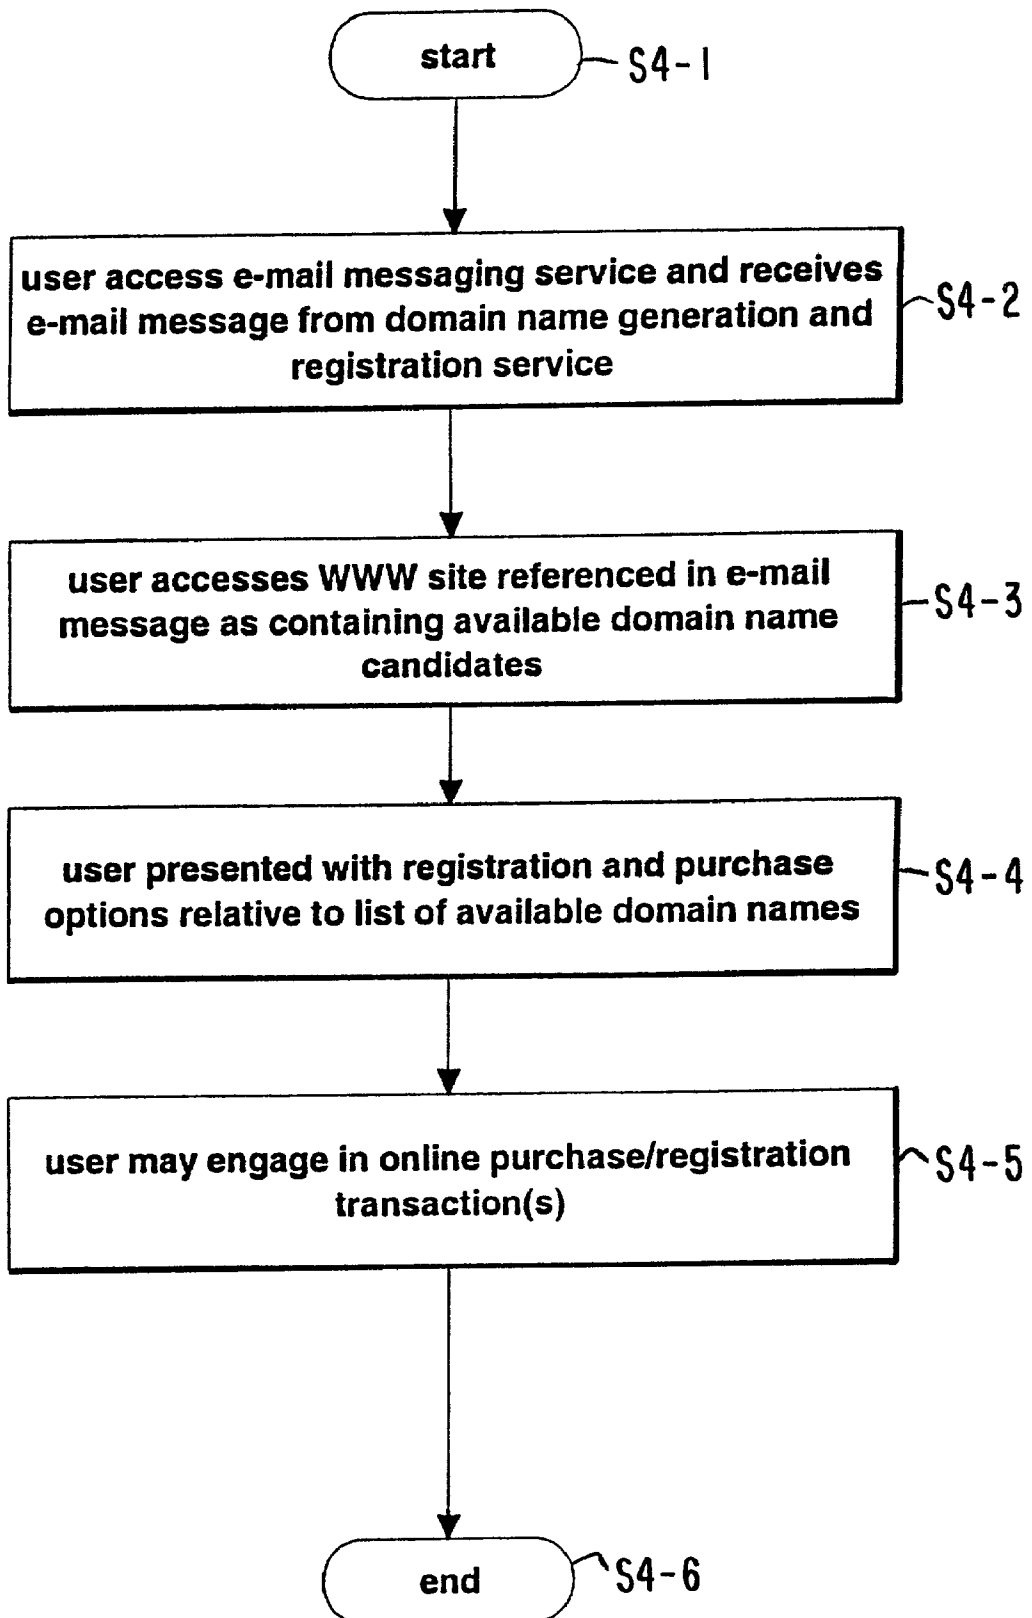 start
S4-1
user access e-mail messaging service and receives
e-mail message from domain name generation and
registration service
S4-2
user accesses WWW site referenced in e-mail
message as containing available domain name
candidates
S4-3
user presented with registration and purchase
options relative to list of available domain names
S4-4
user may engage in online purchase/registration
transaction(s)
S4-5
end
S4-6